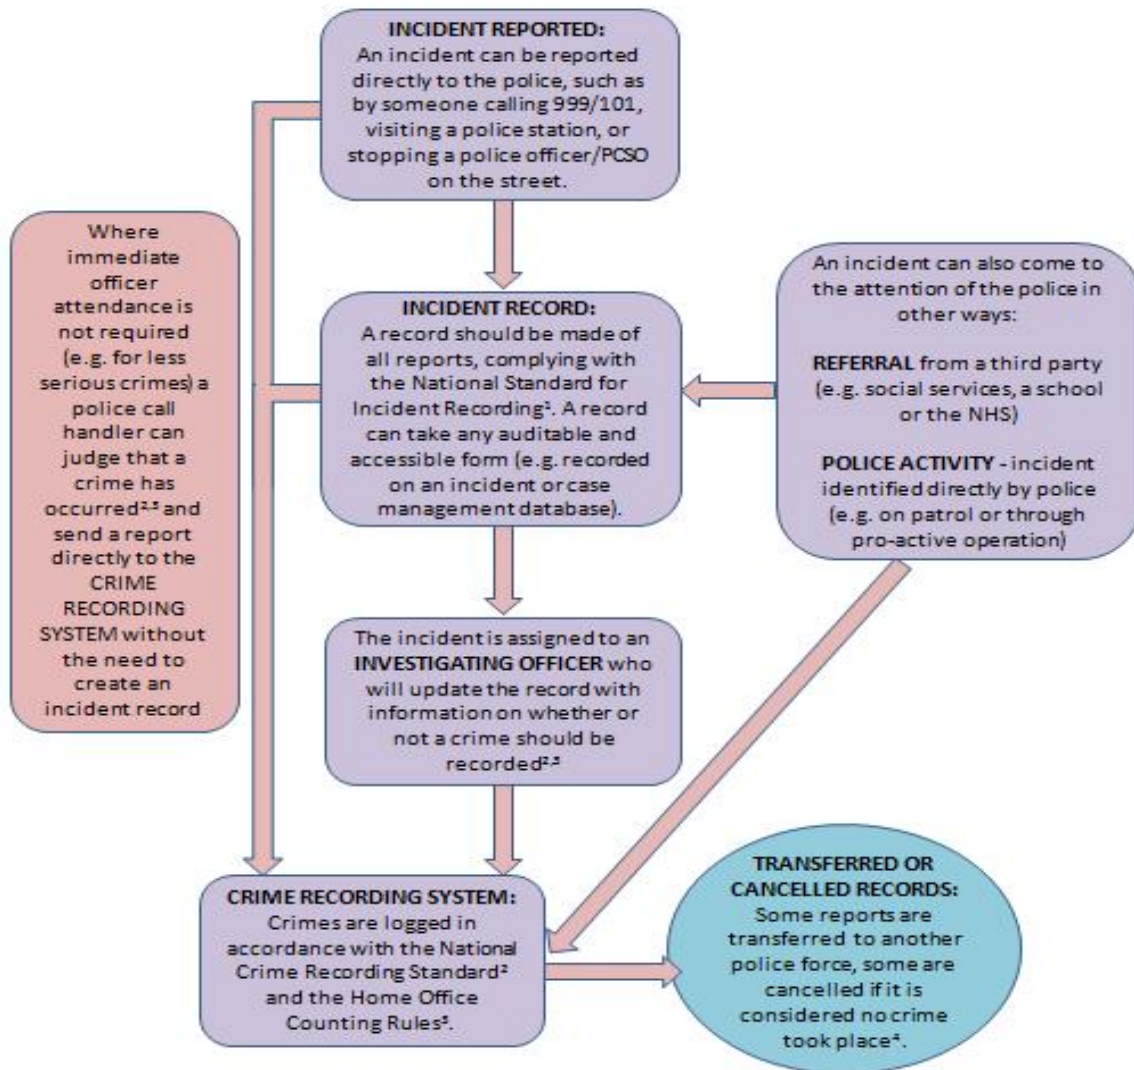 INCIDENT REPORTED:
An incident can be reported
directly to the police, such as
by someone calling 999/101,
visiting a police station, or
stopping a police officer/PCSO
on the street.
Where
immediate
officer
attendance is
not required
(e.g. for less
serious crimes) a
police call
handler can
judge that a
crime has
occurred²,³ and
send a report
directly to the
CRIME
RECORDING
SYSTEM without
the need to
create an
incident record
INCIDENT RECORD:
A record should be made of
all reports, complying with
the National Standard for
Incident Recording¹. A record
can take any auditable and
accessible form (e.g. recorded
on an incident or case
management database).
An incident can also come to
the attention of the police in
other ways:
REFERRAL from a third party
(e.g. social services, a school
or the NHS)
POLICE ACTIVITY - incident
identified directly by police
(e.g. on patrol or through
pro-active operation)
The incident is assigned to an
INVESTIGATING OFFICER who
will update the record with
information on whether or
not a crime should be
recorded²,³
CRIME RECORDING SYSTEM:
Crimes are logged in
accordance with the National
Crime Recording Standard²
and the Home Office
Counting Rules³.
TRANSFERRED OR
CANCELLED RECORDS:
Some reports are
transferred to another
police force, some are
cancelled if it is
considered no crime
took place⁴.